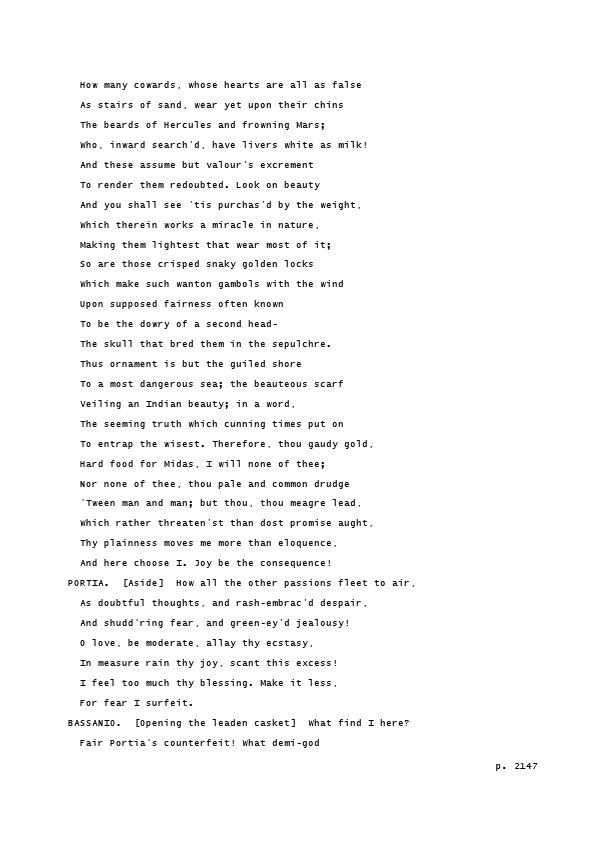 How many cowards, whose hearts are all as false
As stairs of sand, wear yet upon their chins
The beards of Hercules and frowning Mars;
Who, inward search'd, have livers white as milk!
And these assume but valour's excrement
To render them redoubted. Look on beauty
And you shall see 'tis purchas'd by the weight,
Which therein works a miracle in nature,
Making them lightest that wear most of it;
So are those crisped snaky golden locks
Which make such wanton gambols with the wind
Upon supposed fairness often known
To be the dowry of a second head-
The skull that bred them in the sepulchre.
Thus ornament is but the guiled shore
To a most dangerous sea; the beauteous scarf
Veiling an Indian beauty; in a word,
The seeming truth which cunning times put on
To entrap the wisest. Therefore, thou gaudy gold,
Hard food for Midas, I will none of thee;
Nor none of thee, thou pale and common drudge
'Tween man and man; but thou, thou meagre lead,
Which rather threaten'st than dost promise aught,
Thy plainness moves me more than eloquence,
And here choose I. Joy be the consequence!
PORTIA.  [Aside]  How all the other passions fleet to air,
As doubtful thoughts, and rash-embrac'd despair,
And shudd'ring fear, and green-ey'd jealousy!
O love, be moderate, allay thy ecstasy,
In measure rain thy joy, scant this excess!
I feel too much thy blessing. Make it less,
For fear I surfeit.
BASSANIO.  [Opening the leaden casket]  What find I here?
Fair Portia's counterfeit! What demi-god
p. 2147